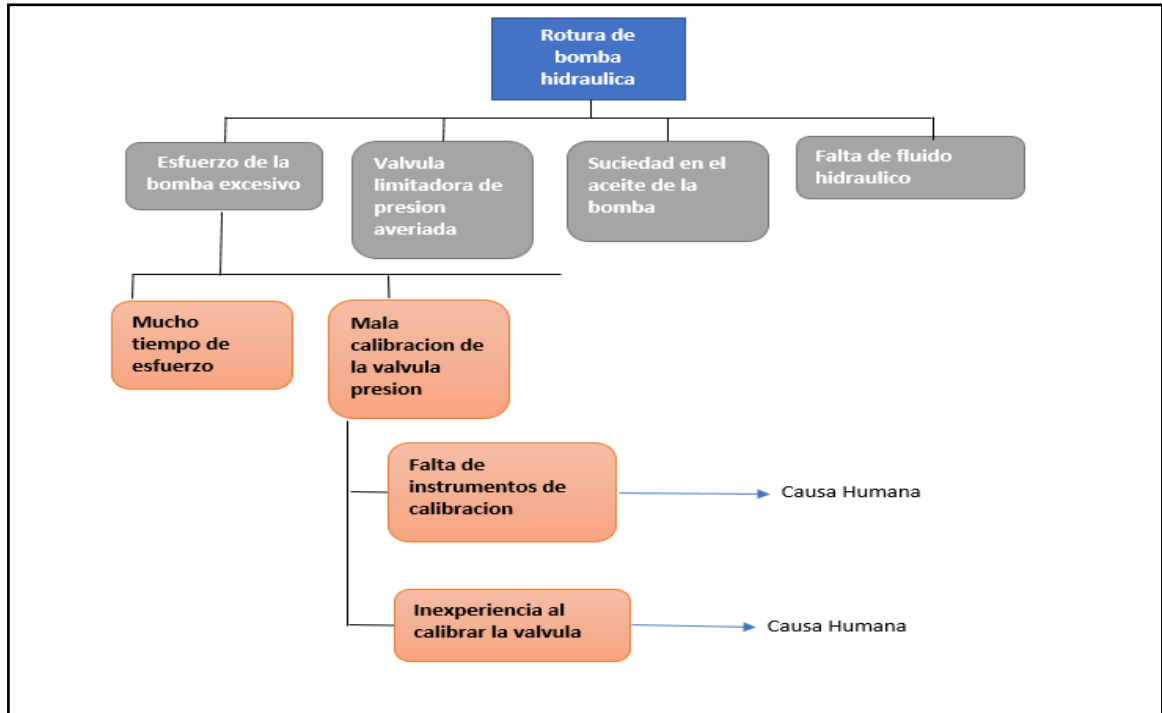 Rotura de
bomba
hidraulica
Esfuerzo de la
bomba excesivo
Valvula
limitadora de
presion
averiada
Suciedad en el
aceite de la
bomba
Falta de fluido
hidraulico
Mucho
tiempo de
esfuerzo
Mala
calibracion de
la valvula
presion
Falta de
instrumentos de
calibracion
Causa Humana
Inexperiencia al
calibrar la valvula
Causa Humana